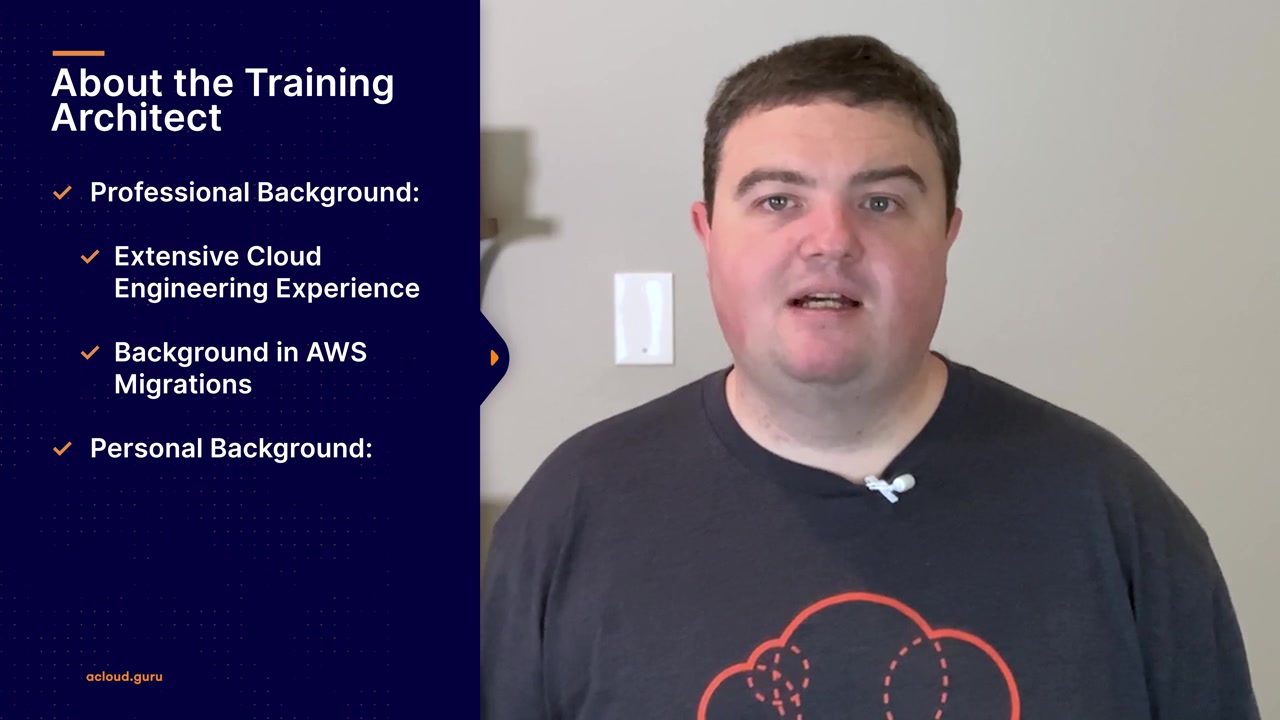 About the Training
Architect
Professional Background:
Extensive Cloud
Engineering Experience
Background in AWS
Migrations
Personal Background:
acloud.guru